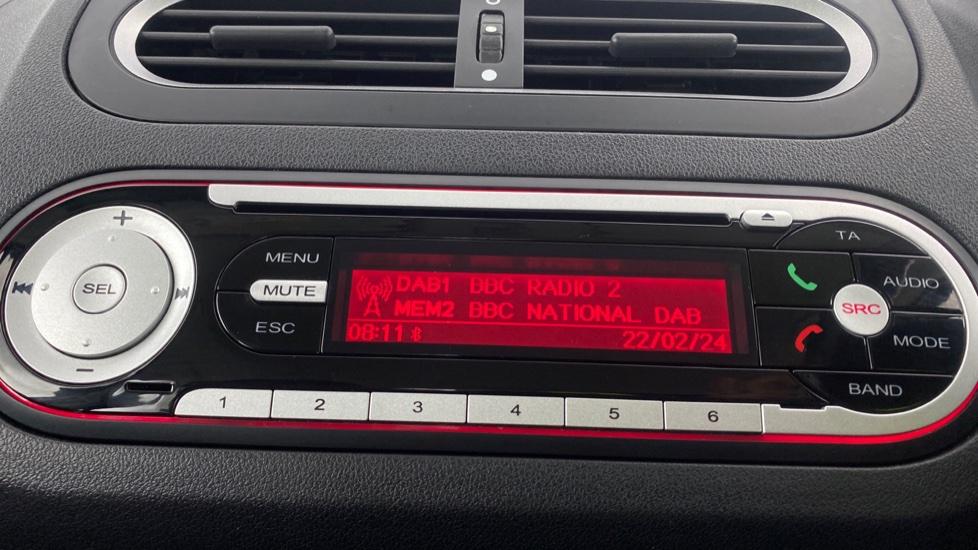 MENU
MUTE
ESC
SEL
+
−
DAB1 BBC RADIO 2
MEM2 BBC NATIONAL DAB
08:11 22/02/24
TA
AUDIO
SRC
MODE
BAND
1 2 3 4 5 6